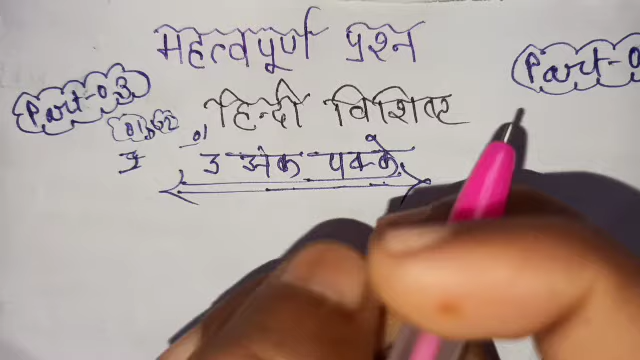 महत्वपूर्ण प्रश्न
Part-03
Part-0
हिन्दी विशिष्ट
3 अंक पक्के